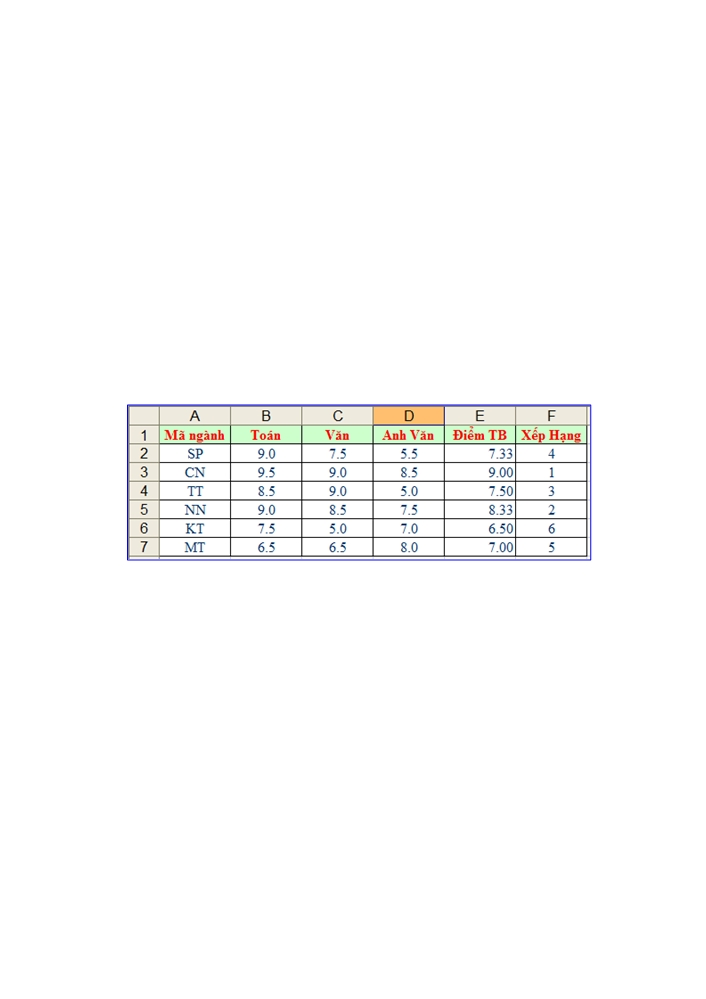 A B C D E F
1 Mã ngành Toán Văn Anh Văn Điểm TB Xếp Hạng
2 SP 9.0 7.5 5.5 7.33 4
3 CN 9.5 9.0 8.5 9.00 1
4 TT 8.5 9.0 5.0 7.50 3
5 NN 9.0 8.5 7.5 8.33 2
6 KT 7.5 5.0 7.0 6.50 6
7 MT 6.5 6.5 8.0 7.00 5